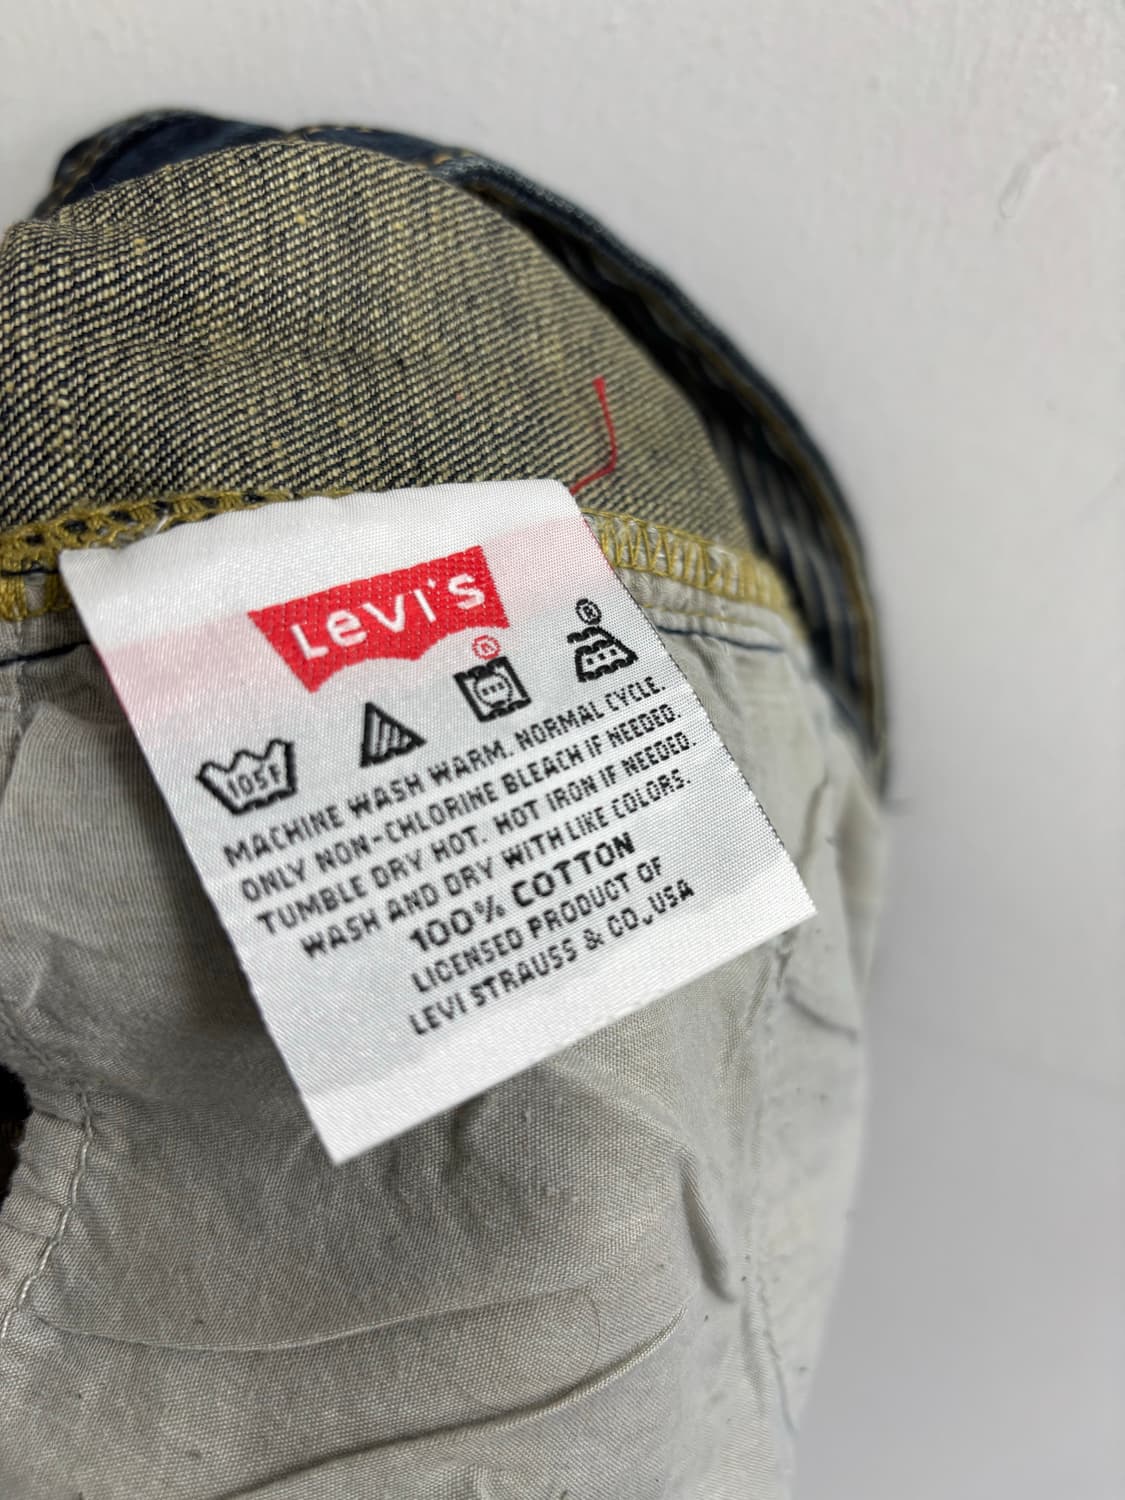 Levi's
®
®
105F
MACHINE WASH WARM. NORMAL CYCLE.
ONLY NON-CHLORINE BLEACH IF NEEDED.
TUMBLE DRY HOT. HOT IRON IF NEEDED.
WASH AND DRY WITH LIKE COLORS.
100% COTTON
LICENSED PRODUCT OF
LEVI STRAUSS & CO.,USA